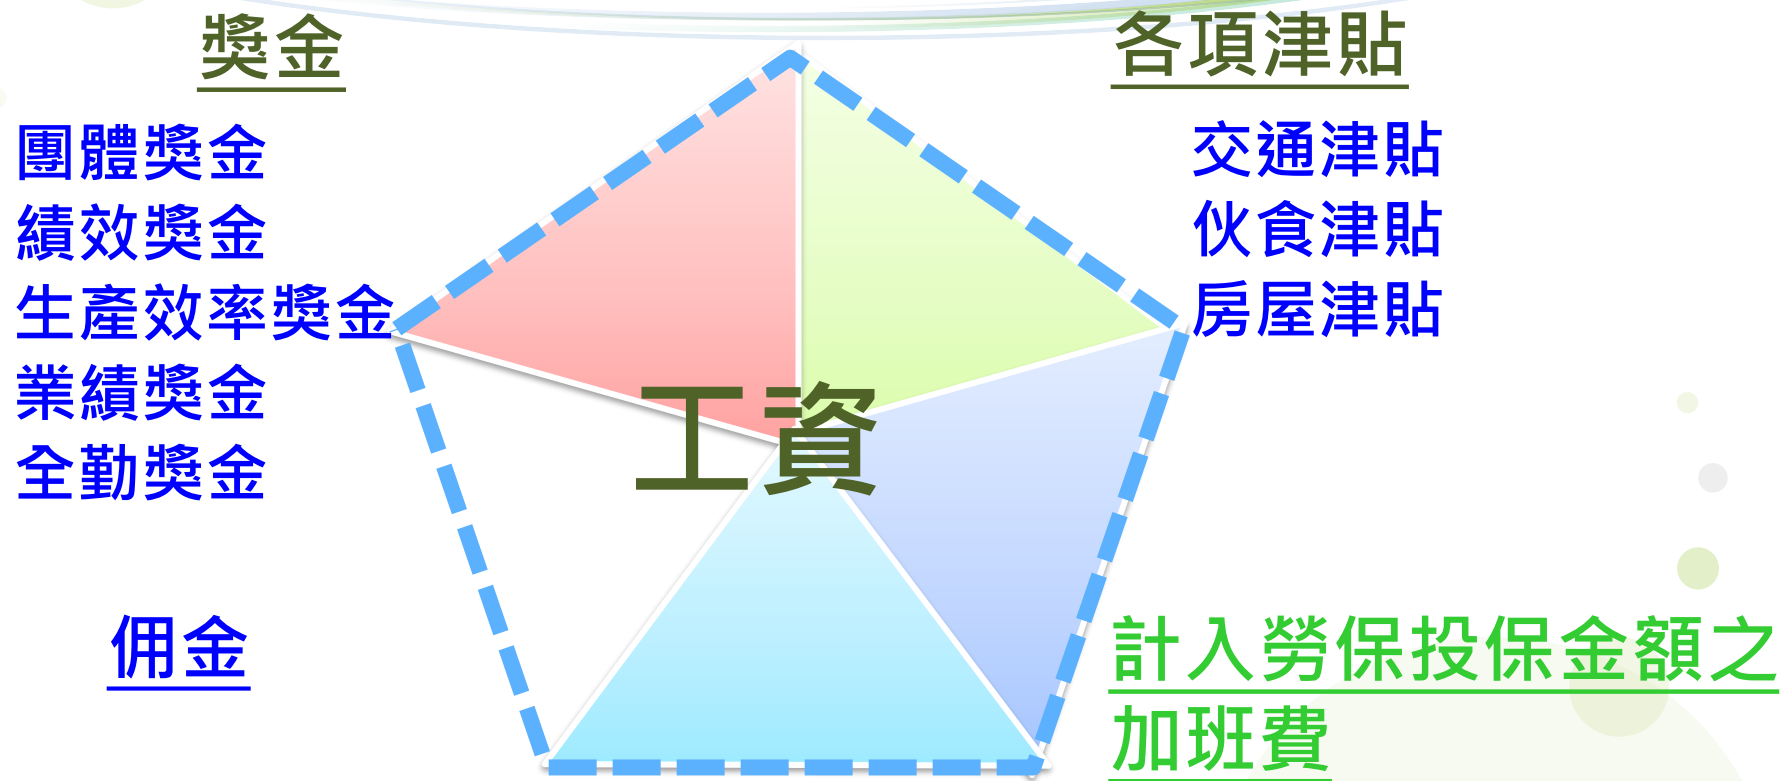 獎金
團體獎金
績效獎金
生產效率獎金
業績獎金
全勤獎金
佣金
工資
各項津貼
交通津貼
伙食津貼
房屋津貼
計入勞保投保金額之
加班費